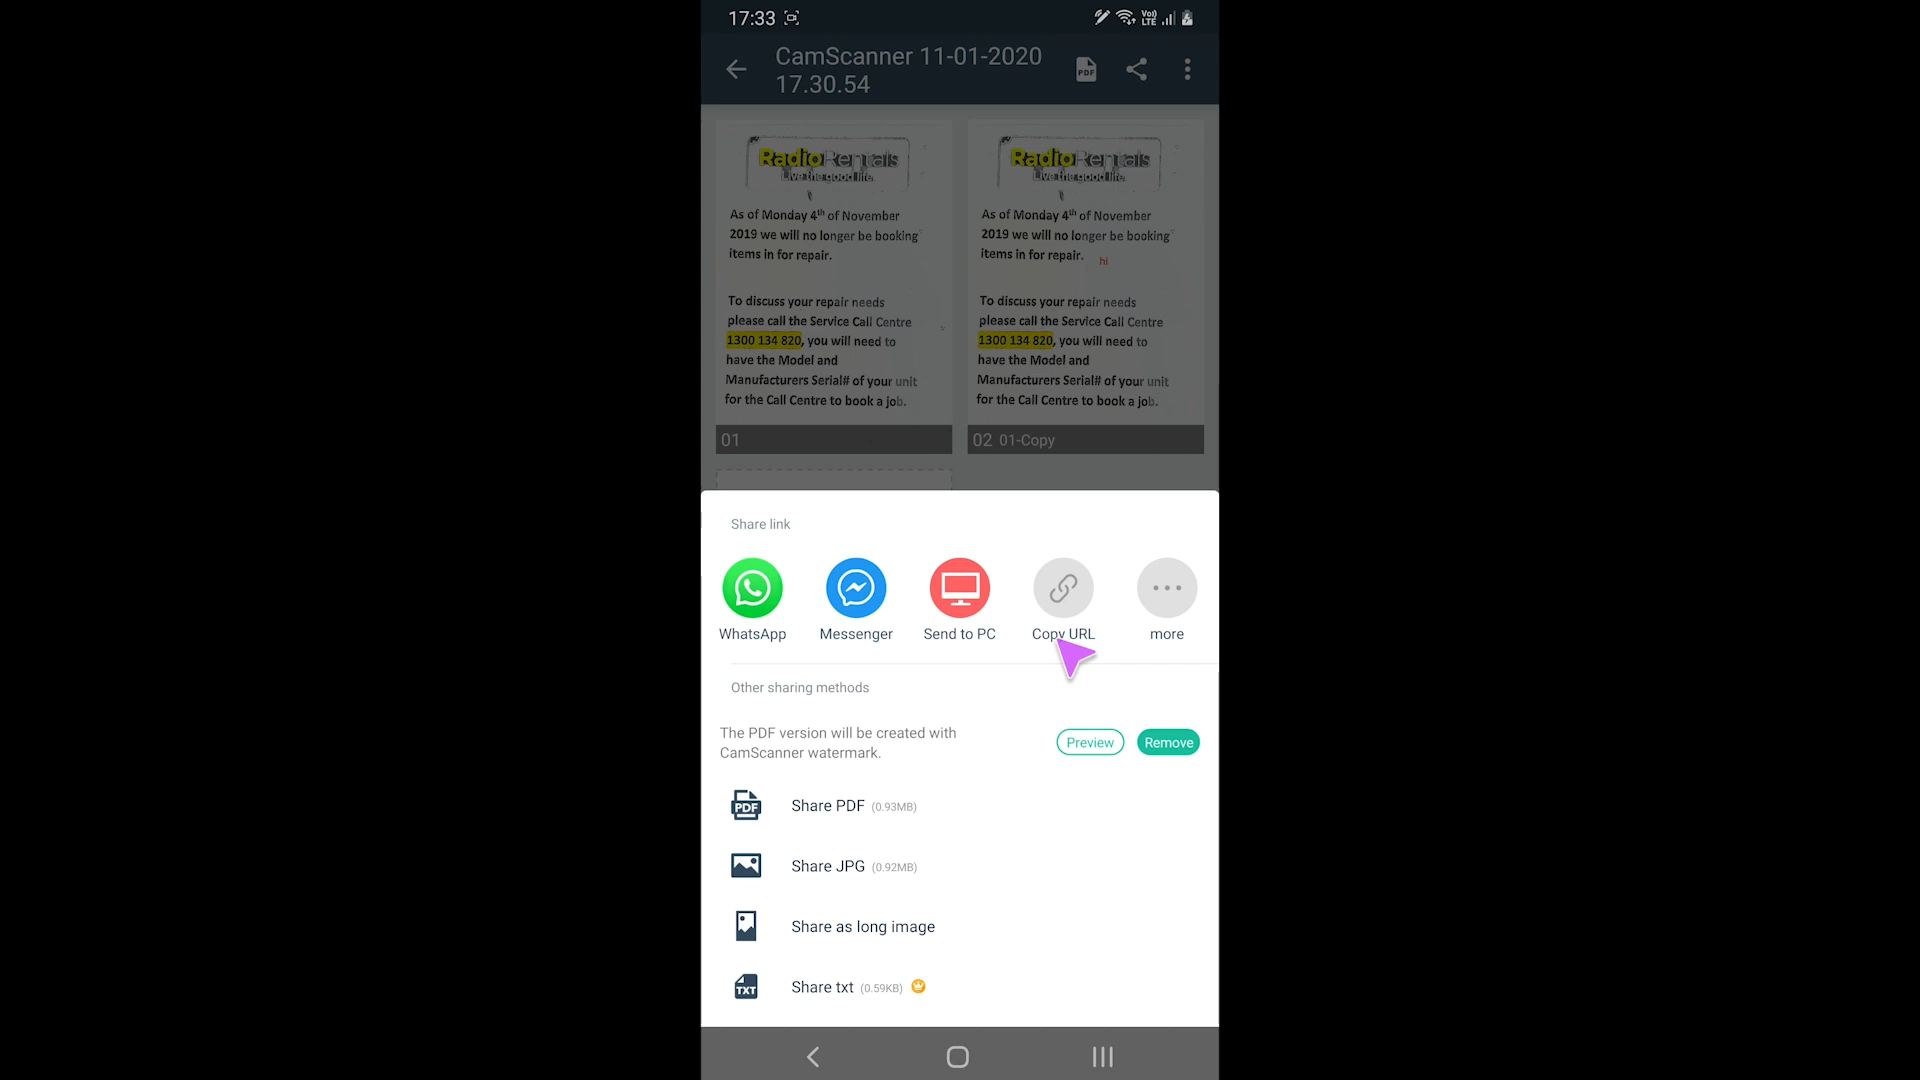 17:33
Vo)) LTE
CamScanner 11-01-2020
17.30.54
PDF
RadioRentals
Live the good life.
As of Monday 4th of November
2019 we will no longer be booking
items in for repair.
To discuss your repair needs
please call the Service Call Centre
1300 134 820, you will need to
have the Model and
Manufacturers Serial# of your unit
for the Call Centre to book a job.
01
RadioRentals
Live the good life.
As of Monday 4th of November
2019 we will no longer be booking
items in for repair.
hi
To discuss your repair needs
please call the Service Call Centre
1300 134 820, you will need to
have the Model and
Manufacturers Serial# of your unit
for the Call Centre to book a job.
02 01-Copy
Share link
WhatsApp
Messenger
Send to PC
Copy URL
more
Other sharing methods
The PDF version will be created with
CamScanner watermark.
Preview
Remove
PDF
Share PDF (0.93MB)
Share JPG (0.92MB)
Share as long image
TXT
Share txt (0.59KB)